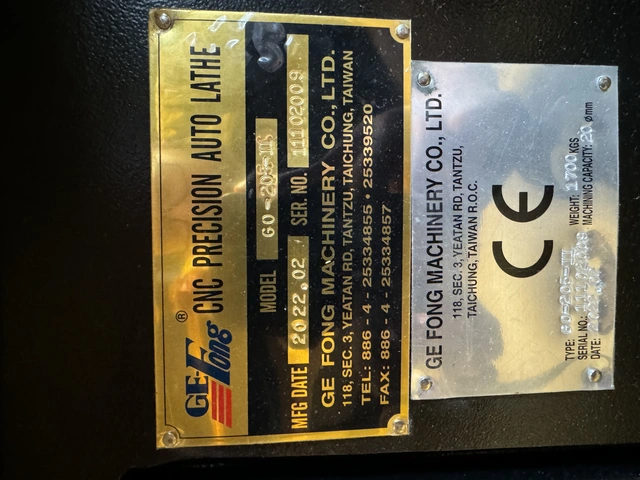 GE Fong®
CNC PRECISION AUTO LATHE
MODEL
MFG DATE 2022.02 SER. NO. 11102009
GE FONG MACHINERY CO., LTD.
118, SEC. 3, YEATAN RD, TANTZU, TAICHUNG, TAIWAN
TEL: 886 - 4 - 25334855 • 25339520
FAX: 886 - 4 - 25334857
GE FONG MACHINERY CO., LTD.
118, SEC. 3, YEATAN RD, TANTZU,
TAICHUNG, TAIWAN R.O.C.
CE
TYPE: WEIGHT: 1700 KGS
SERIAL NO.: MACHINING CAPACITY: 20 Ømm
DATE: